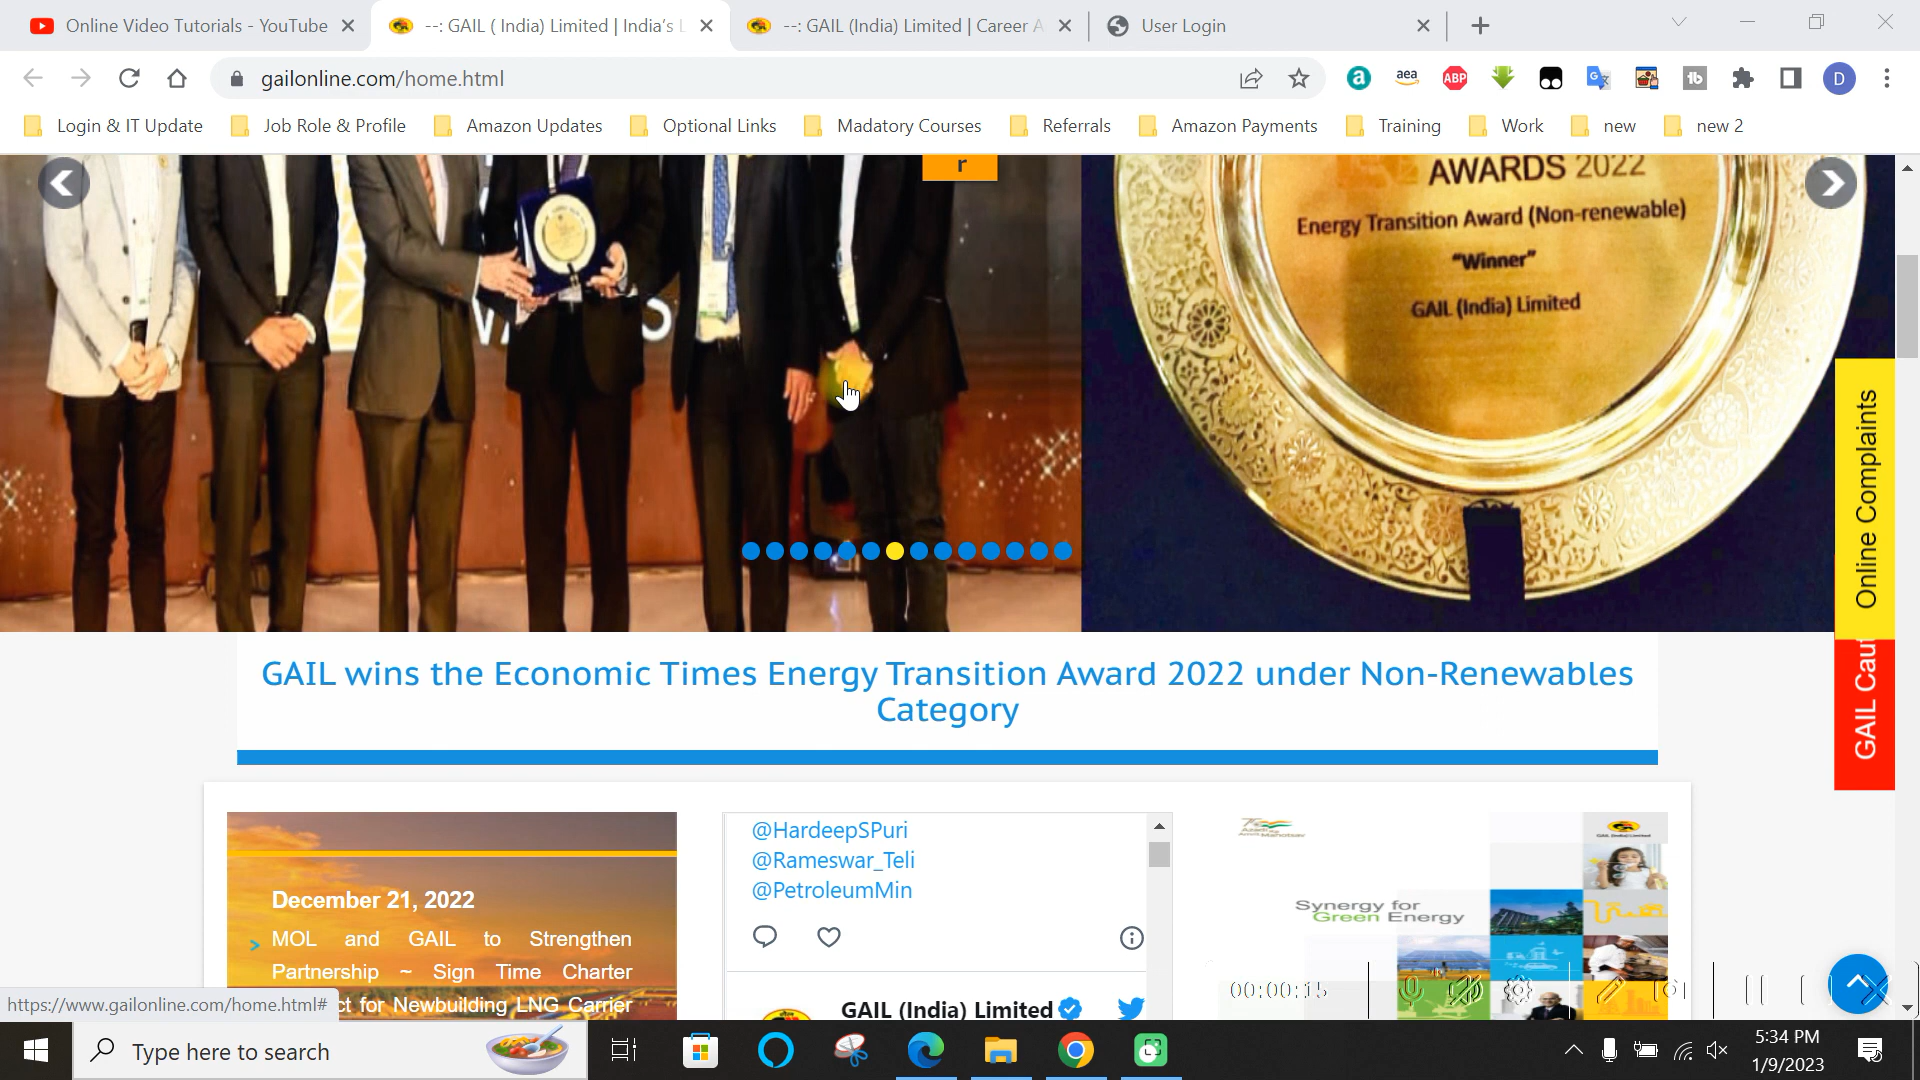 Online Video Tutorials - YouTube
--: GAIL ( India) Limited | India's L
--: GAIL (India) Limited | Career A
User Login
gailonline.com/home.html
aea
ABP
D
Login & IT Update
Job Role & Profile
Amazon Updates
Optional Links
Madatory Courses
Referrals
Amazon Payments
Training
Work
new
new 2
r
AWARDS 2022
Energy Transition Award (Non-renewable)
"Winner"
GAIL (India) Limited
Online Complaints
GAIL Cau
GAIL wins the Economic Times Energy Transition Award 2022 under Non-Renewables
Category
December 21, 2022
MOL and GAIL to Strengthen
Partnership ~ Sign Time Charter
ct for Newbuilding LNG Carrier
@HardeepSPuri
@Rameswar_Teli
@PetroleumMin
GAIL (India) Limited
Synergy for
Green Energy
00:00:15
https://www.gailonline.com/home.html#
Type here to search
5:34 PM
1/9/2023